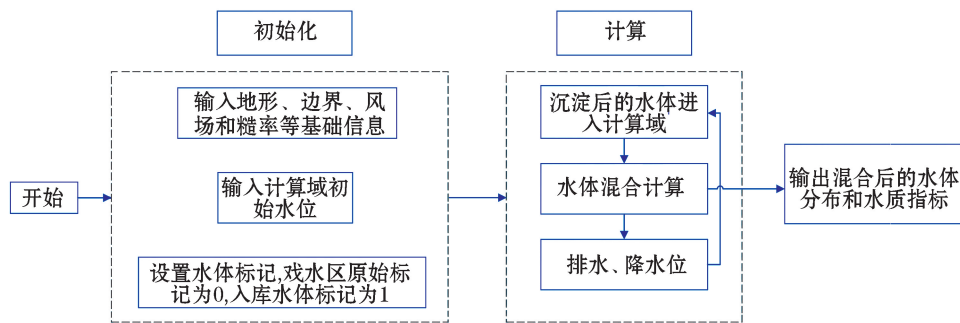 初始化
计算
输入地形、边界、风
场和糙率等基础信息
沉淀后的水体进
入计算域
开始
输入计算域初
始水位
水体混合计算
输出混合后的水体
分布和水质指标
设置水体标记,戏水区原始标
记为0,入库水体标记为1
排水、降水位